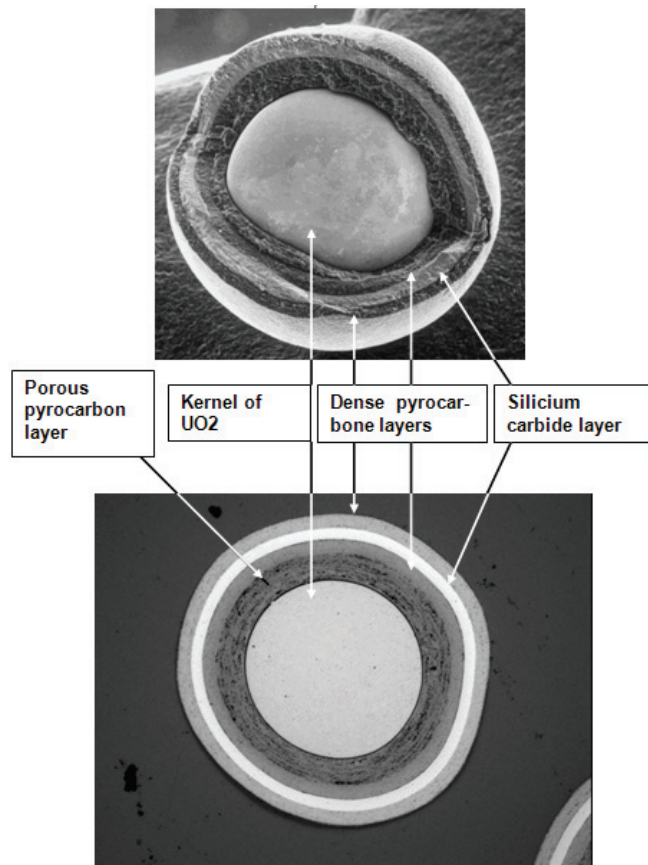 Porous
pyrocarbon
layer
Kernel of
UO2
Dense pyrocar-
bone layers
Silicium
carbide layer